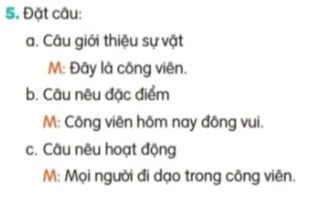 5. Đặt câu:
a. Câu giới thiệu sự vật
M: Đây là công viên.
b. Câu nêu đặc điểm
M: Công viên hôm nay đông vui.
c. Câu nêu hoạt động
M: Mọi người đi dạo trong công viên.